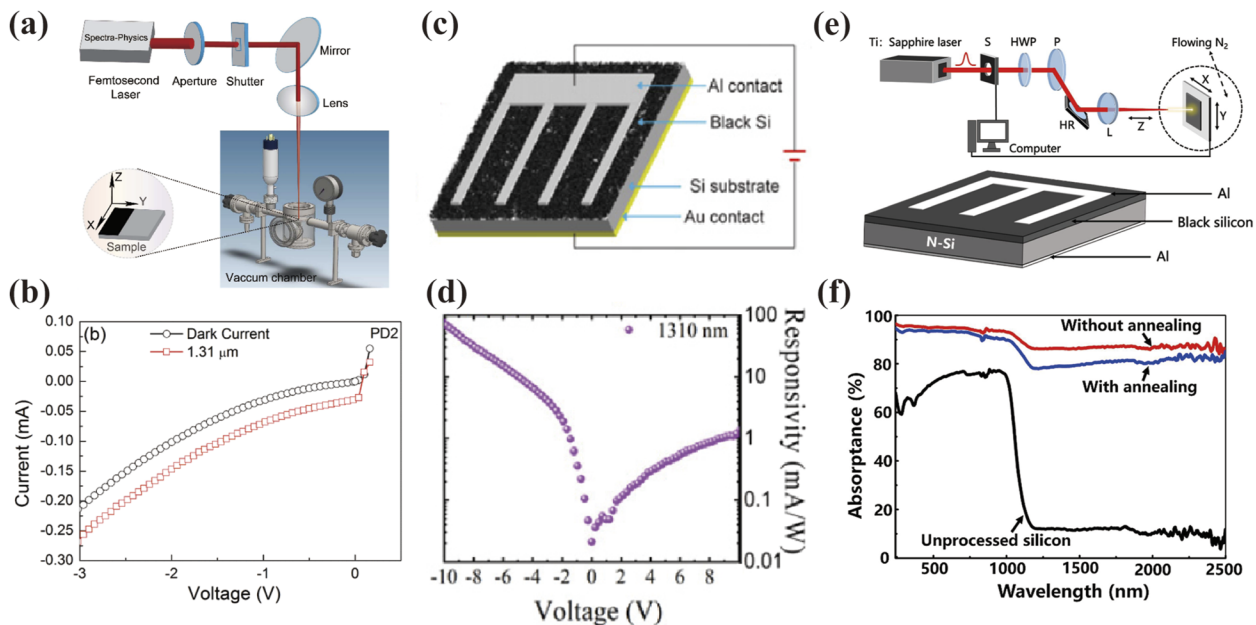 (a)
Spectra-Physics
Femtosecond
Laser
Aperture
Shutter
Mirror
Lens
Z
Y
X
Sample
Vaccum chamber
(b)
(b)
Dark Current
1.31 μm
PD2
0.10
0.05
0.00
-0.05
-0.10
-0.15
-0.20
-0.25
-0.30
Current (mA)
-3
-2
-1
0
Voltage (V)
(c)
Al contact
Black Si
Si substrate
Au contact
(d)
1310 nm
100
10
1
0.1
0.01
Responsivity (mA/W)
-10 -8 -6 -4 -2 0 2 4 6 8
Voltage (V)
(e)
Ti: Sapphire laser
S
HWP
P
Flowing N2
X
Y
HR
L
Z
Computer
Al
Black silicon
N-Si
Al
(f)
100
80
60
40
20
0
Absorptance (%)
Without annealing
With annealing
Unprocessed silicon
500
1000
1500
2000
2500
Wavelength (nm)